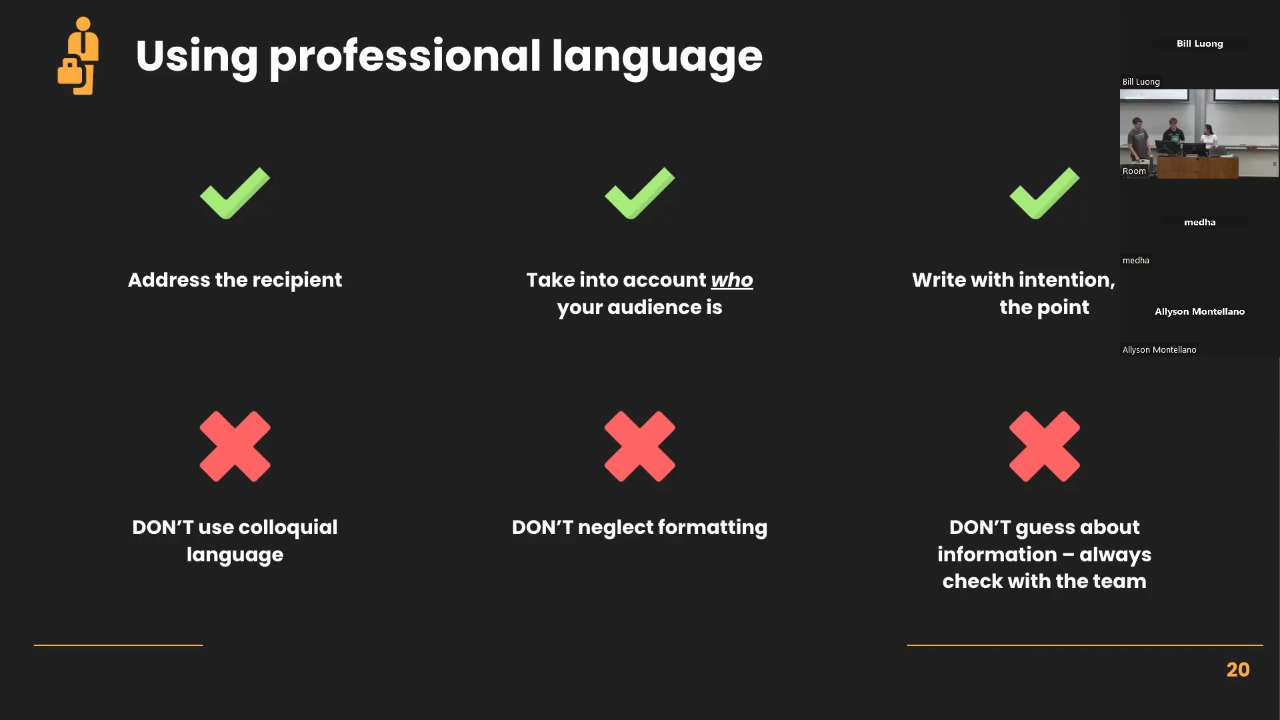 Using professional language
Address the recipient
Take into account who
your audience is
Write with intention,
the point
DON’T use colloquial
language
DON’T neglect formatting
DON’T guess about
information – always
check with the team
20
Bill Luong
Bill Luong
Room
medha
medha
Allyson Montellano
Allyson Montellano